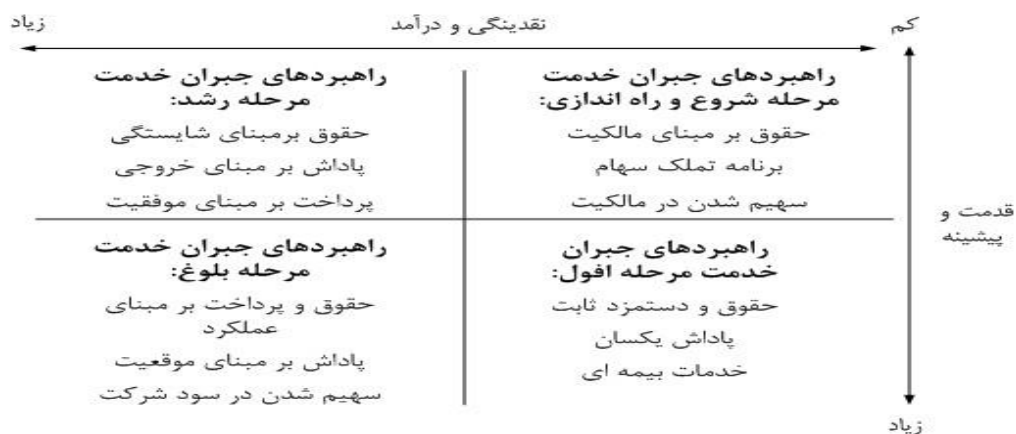 کم
نقدینگی و درآمد
زیاد
راهبردهای جبران خدمت
مرحله شروع و راه اندازی:
حقوق بر مبنای مالکیت
برنامه تملک سهام
سهیم شدن در مالکیت
راهبردهای جبران خدمت
مرحله رشد:
حقوق برمبنای شایستگی
پاداش بر مبنای خروجی
پرداخت بر مبنای موفقیت
قدمت و
پیشینه
راهبردهای جبران
خدمت مرحله افول:
حقوق و دستمزد ثابت
پاداش یکسان
خدمات بیمه ای
راهبردهای جبران خدمت
مرحله بلوغ:
حقوق و پرداخت بر مبنای
عملکرد
پاداش بر مبنای موقعیت
سهیم شدن در سود شرکت
زیاد